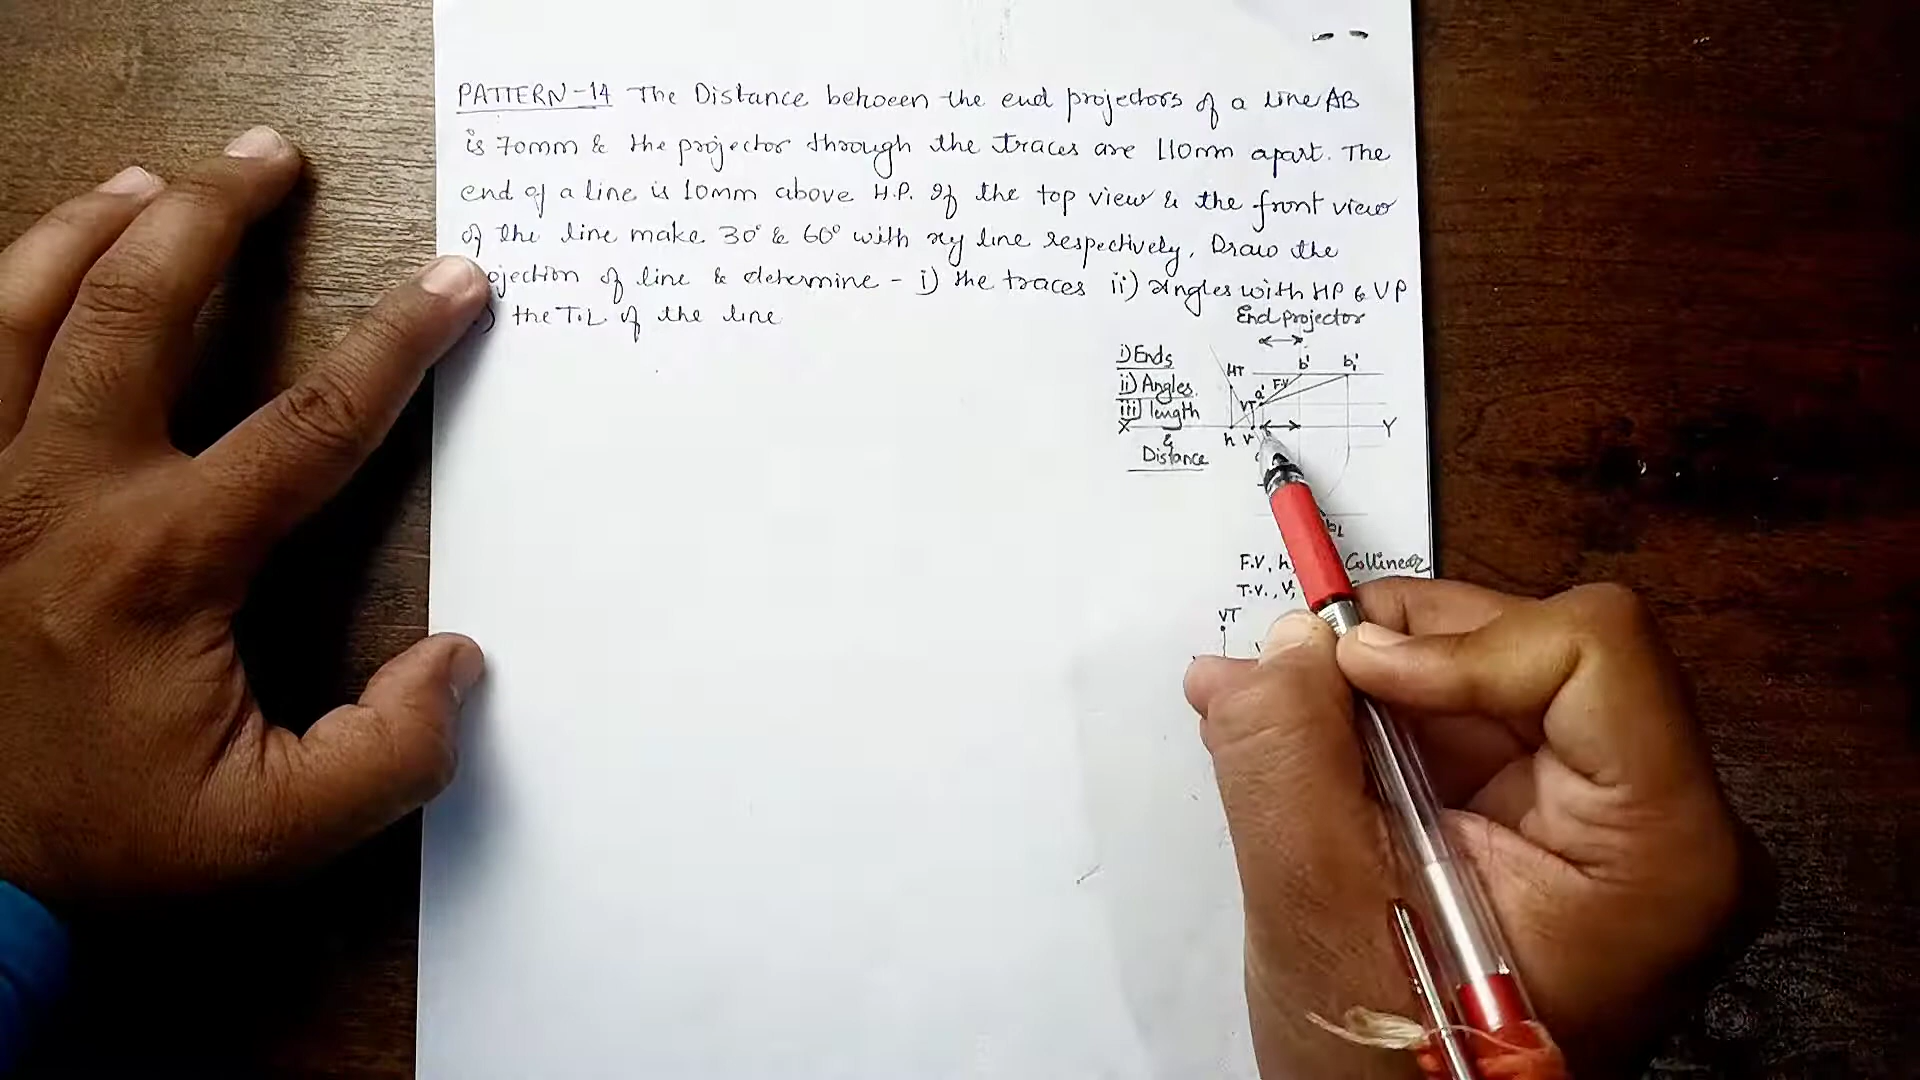 PATTERN-14 The Distance between the end projectors of a line AB
is 70mm & the projector through the traces are 110mm apart. The
end of a line is 10mm above H.P. If the top view & the front view
of the line make 30° & 60° with xy line respectively, Draw the
ojection of line & determine - i) the traces ii) Angles with HP & VP
) the T.L of the line
End projector
i) Ends
ii) Angles
iii) length
&
Distance
HT
b'
b1'
a'
F.V
VT
X
h
v
Y
b1
F.V, h, Collinear
T.V., V,
VT